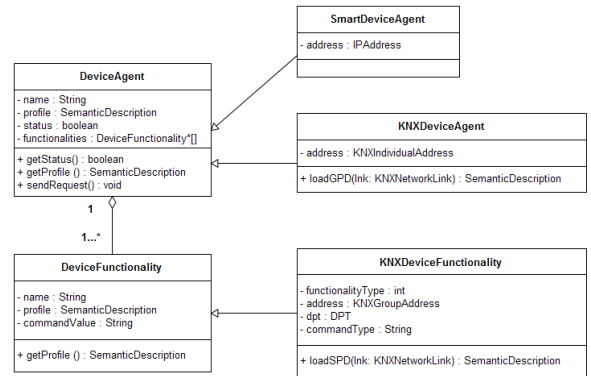 SmartDeviceAgent
- address : IPAddress
DeviceAgent
- name : String
- profile : SemanticDescription
- status : boolean
- functionalities : DeviceFunctionality*[]
+ getStatus() : boolean
+ getProfile () : SemanticDescription
+ sendRequest() : void
KNXDeviceAgent
- address : KNXIndividualAddress
+ loadGPD(lnk: KNXNetworkLink) : SemanticDescription
1
1...*
DeviceFunctionality
- name : String
- profile : SemanticDescription
- commandValue : String
+ getProfile () : SemanticDescription
KNXDeviceFunctionality
- functionalityType : int
- address : KNXGroupAddress
- dpt : DPT
- commandType : String
+ loadSPD(lnk: KNXNetworkLink) : SemanticDescription